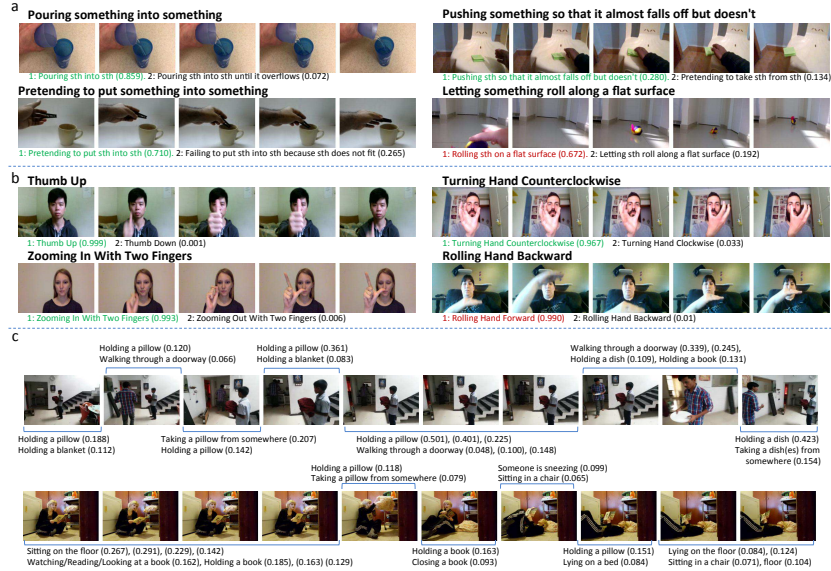 a
Pouring something into something
1: Pouring sth into sth (0.859). 2: Pouring sth into sth until it overflows (0.072)
Pushing something so that it almost falls off but doesn't
1: Pushing sth so that it almost falls off but doesn't (0.280). 2: Pretending to take sth from sth (0.134)
Pretending to put something into something
1: Pretending to put sth into sth (0.710). 2: Failing to put sth into sth because sth does not fit (0.265)
Letting something roll along a flat surface
1: Rolling sth on a flat surface (0.672). 2: Letting sth roll along a flat surface (0.192)
b
Thumb Up
1: Thumb Up (0.999) 2: Thumb Down (0.001)
Turning Hand Counterclockwise
1: Turning Hand Counterclockwise (0.967) 2: Turning Hand Clockwise (0.033)
Zooming In With Two Fingers
1: Zooming In With Two Fingers (0.993) 2: Zooming Out With Two Fingers (0.006)
Rolling Hand Backward
1: Rolling Hand Forward (0.990) 2: Rolling Hand Backward (0.01)
c
Holding a pillow (0.120)
Walking through a doorway (0.066)
Holding a pillow (0.361)
Holding a blanket (0.083)
Walking through a doorway (0.339), (0.245),
Holding a dish (0.109), Holding a book (0.131)
Holding a pillow (0.188)
Holding a blanket (0.112)
Taking a pillow from somewhere (0.207)
Holding a pillow (0.142)
Holding a pillow (0.501), (0.401), (0.225)
Walking through a doorway (0.048), (0.100), (0.148)
Holding a dish (0.423)
Taking a dish(es) from
somewhere (0.154)
Holding a pillow (0.118)
Taking a pillow from somewhere (0.079)
Someone is sneezing (0.099)
Sitting in a chair (0.065)
Sitting on the floor (0.267), (0.291), (0.229), (0.142)
Watching/Reading/Looking at a book (0.162), Holding a book (0.185), (0.163) (0.129)
Holding a book (0.163)
Closing a book (0.093)
Holding a pillow (0.151)
Lying on a bed (0.084)
Lying on the floor (0.084), (0.124)
Sitting in a chair (0.071), floor (0.104)